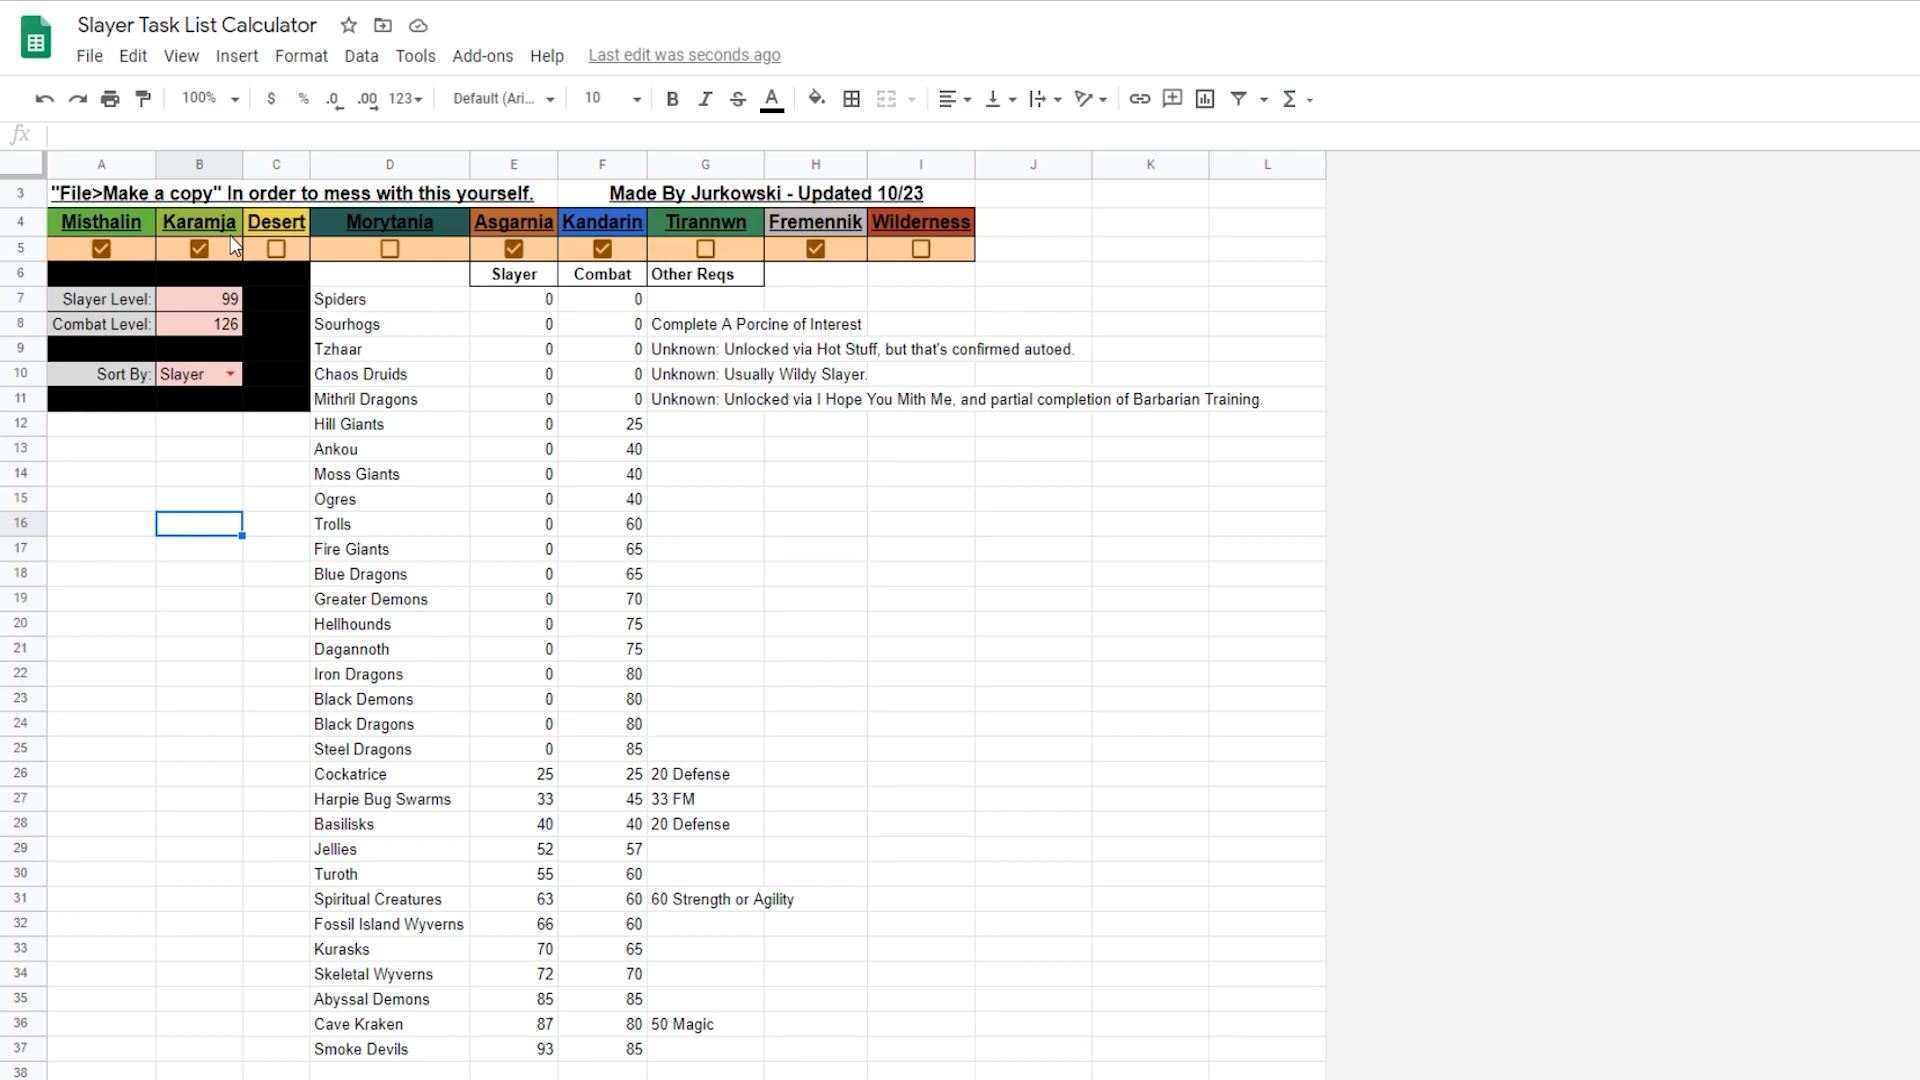 Slayer Task List Calculator
File Edit View Insert Format Data Tools Add-ons Help Last edit was seconds ago
100% $ % .0 .00 123 Default (Ari... 10 B I S A
fx
A B C D E F G H I J K L
3 "File>Make a copy" In order to mess with this yourself. Made By Jurkowski - Updated 10/23
4 Misthalin Karamja Desert Morytania Asgarnia Kandarin Tirannwn Fremennik Wilderness
5
6 Slayer Combat Other Reqs
7 Slayer Level: 99 Spiders 0 0
8 Combat Level: 126 Sourhogs 0 0 Complete A Porcine of Interest
9 Tzhaar 0 0 Unknown: Unlocked via Hot Stuff, but that's confirmed autoed.
10 Sort By: Slayer Chaos Druids 0 0 Unknown: Usually Wildy Slayer.
11 Mithril Dragons 0 0 Unknown: Unlocked via I Hope You Mith Me, and partial completion of Barbarian Training.
12 Hill Giants 0 25
13 Ankou 0 40
14 Moss Giants 0 40
15 Ogres 0 40
16 Trolls 0 60
17 Fire Giants 0 65
18 Blue Dragons 0 65
19 Greater Demons 0 70
20 Hellhounds 0 75
21 Dagannoth 0 75
22 Iron Dragons 0 80
23 Black Demons 0 80
24 Black Dragons 0 80
25 Steel Dragons 0 85
26 Cockatrice 25 25 20 Defense
27 Harpie Bug Swarms 33 45 33 FM
28 Basilisks 40 40 20 Defense
29 Jellies 52 57
30 Turoth 55 60
31 Spiritual Creatures 63 60 60 Strength or Agility
32 Fossil Island Wyverns 66 60
33 Kurasks 70 65
34 Skeletal Wyverns 72 70
35 Abyssal Demons 85 85
36 Cave Kraken 87 80 50 Magic
37 Smoke Devils 93 85
38